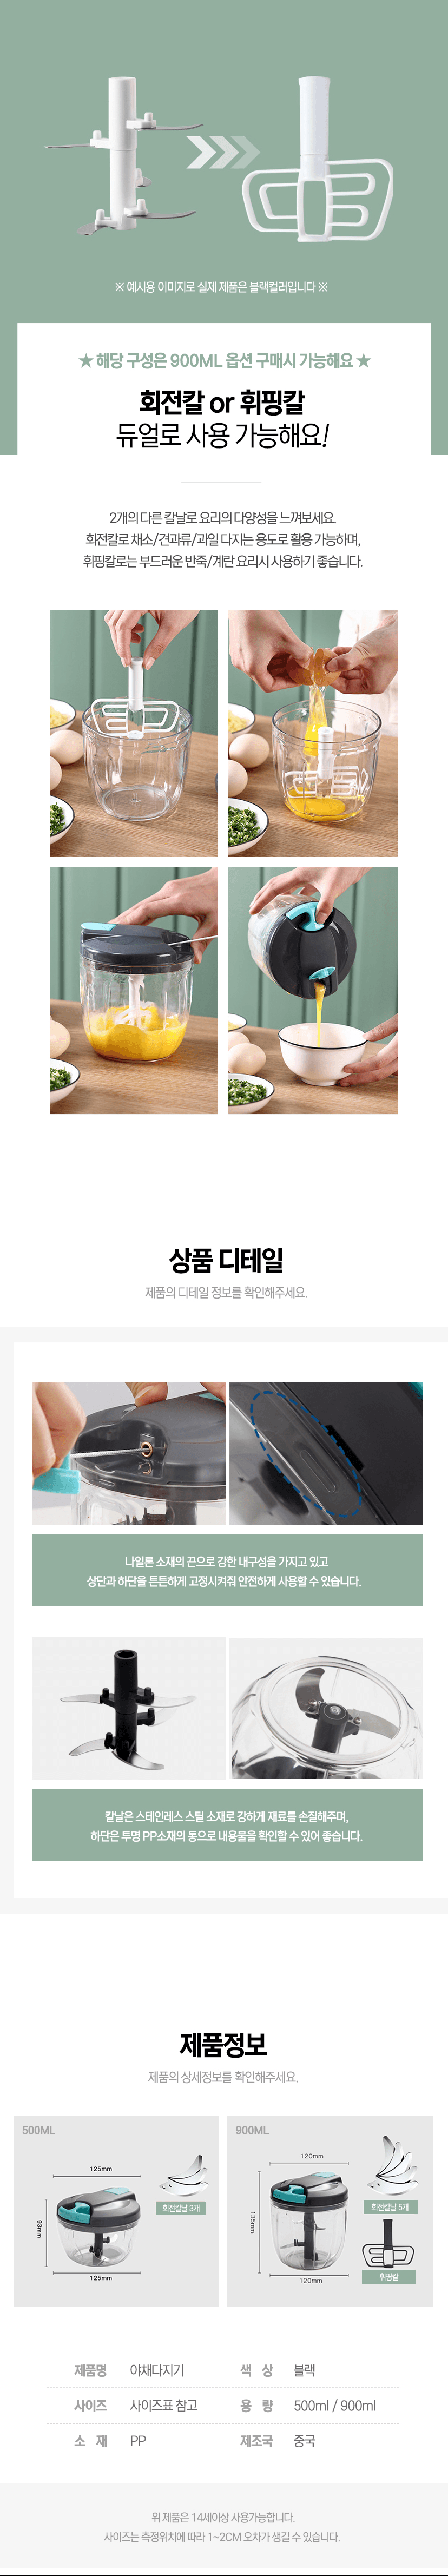 ※ 예시용 이미지로 실제 제품은 블랙컬러입니다 ※
★ 해당 구성은 900ML 옵션 구매시 가능해요 ★
회전칼 or 휘핑칼
듀얼로 사용 가능해요!
2개의 다른 칼날로 요리의 다양성을 느껴보세요.
회전칼로 채소/견과류/과일 다지는 용도로 활용 가능하며,
휘핑칼로는 부드러운 반죽/계란 요리시 사용하기 좋습니다.
상품 디테일
제품의 디테일 정보를 확인해주세요.
나일론 소재의 끈으로 강한 내구성을 가지고 있고
상단과 하단을 튼튼하게 고정시켜줘 안전하게 사용할 수 있습니다.
칼날은 스테인레스 스틸 소재로 강하게 재료를 손질해주며,
하단은 투명 PP소재의 통으로 내용물을 확인할 수 있어 좋습니다.
제품정보
제품의 상세정보를 확인해주세요.
500ML
125mm
회전칼날 3개
93mm
125mm
900ML
120mm
회전칼날 5개
135mm
휘핑칼
120mm
제품명 야채다지기 색 상 블랙
사이즈 사이즈표 참고 용 량 500ml / 900ml
소 재 PP 제조국 중국
위 제품은 14세이상 사용가능합니다.
사이즈는 측정위치에 따라 1~2CM 오차가 생길 수 있습니다.